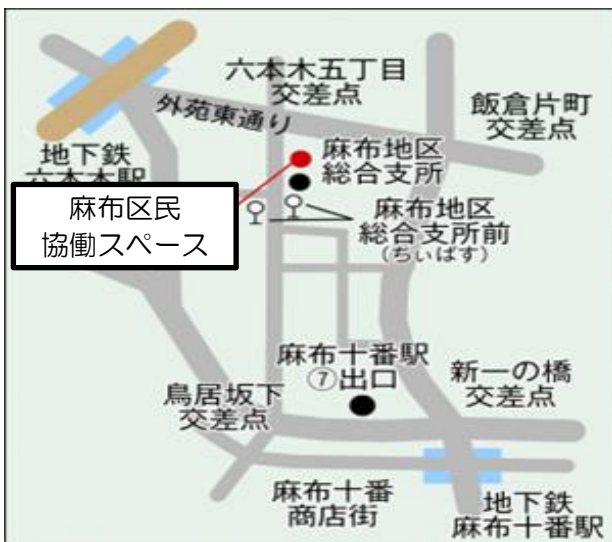 六本木五丁目
交差点
飯倉片町
交差点
外苑東通り
麻布地区
総合支所
地下鉄
六本木駅
麻布区民
協働スペース
麻布地区
総合支所前
(ちぃばす)
麻布十番駅
⑦出口
新一の橋
交差点
鳥居坂下
交差点
麻布十番
商店街
地下鉄
麻布十番駅